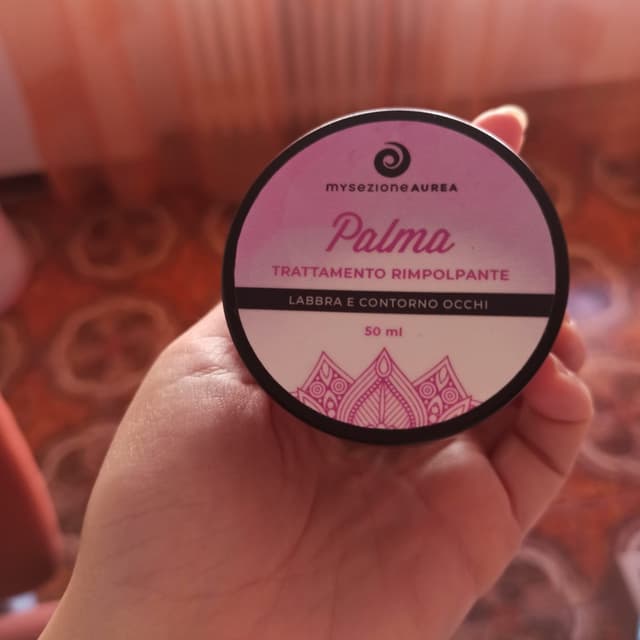 mysezioneAUREA
Palma
TRATTAMENTO RIMPOLPANTE
LABBRA E CONTORNO OCCHI
50 ml